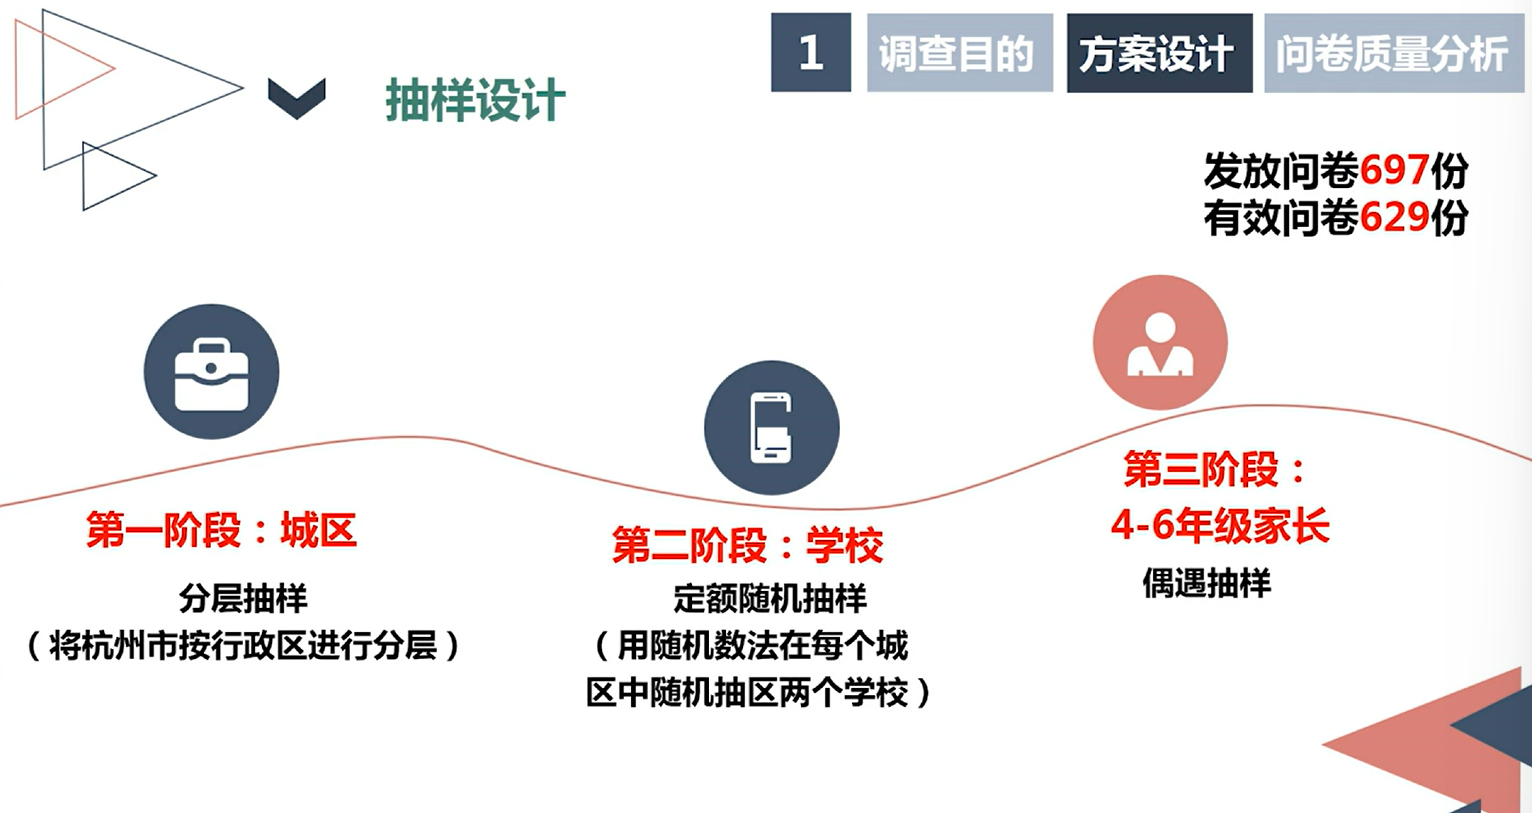 1
调查目的
方案设计
问卷质量分析
抽样设计
发放问卷697份
有效问卷629份
第一阶段：城区
分层抽样
（将杭州市按行政区进行分层）
第二阶段：学校
定额随机抽样
（用随机数法在每个城
区中随机抽区两个学校）
第三阶段：
4-6年级家长
偶遇抽样